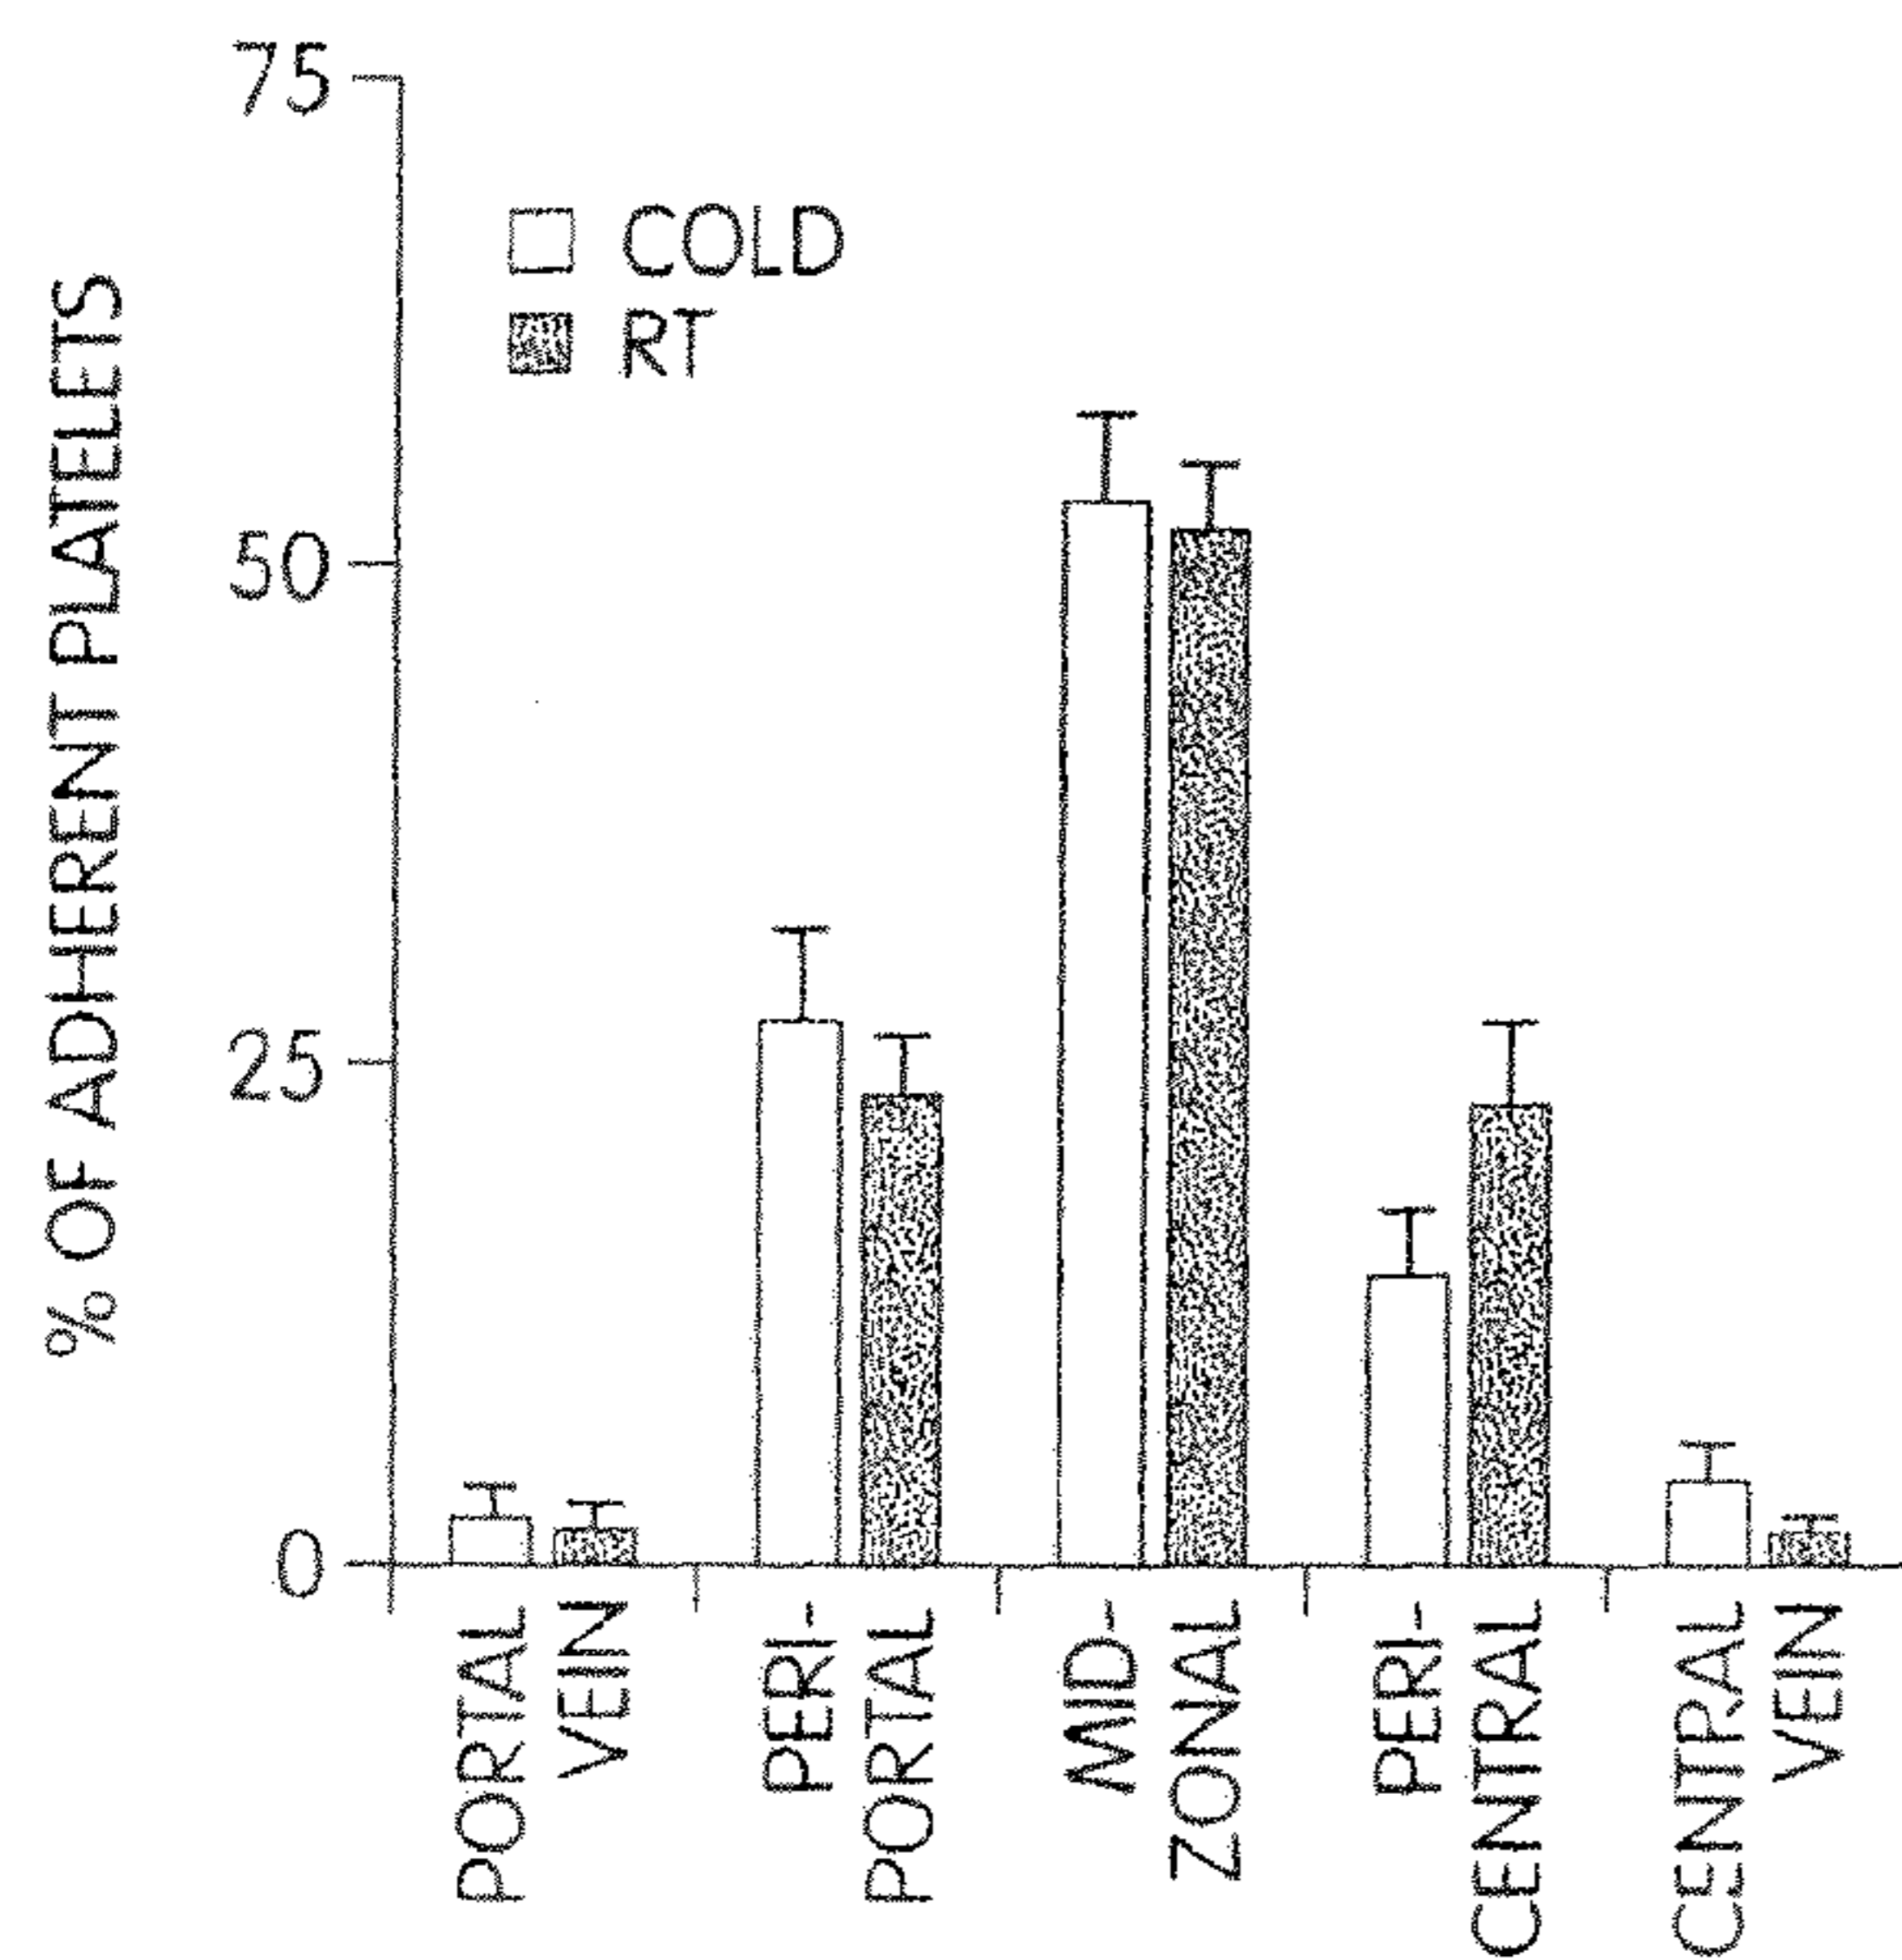 % OF ADHERENT PLATELETS
75
50
25
0
COLD
RT
PORTAL
VEIN
PERI-
PORTAL
MID-
ZONAL
PERI-
CENTRAL
CENTRAL
VEIN